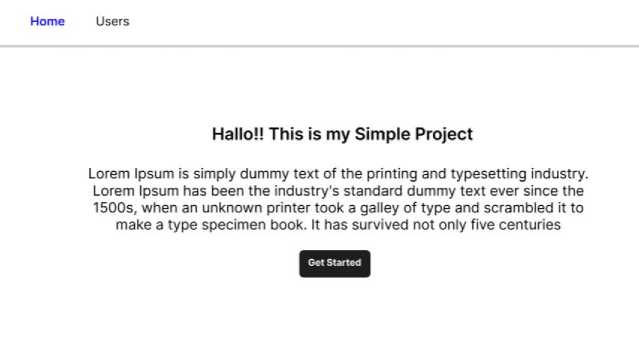 Home Users
Hallo!! This is my Simple Project
Lorem Ipsum is simply dummy text of the printing and typesetting industry.
Lorem Ipsum has been the industry's standard dummy text ever since the
1500s, when an unknown printer took a galley of type and scrambled it to
make a type specimen book. It has survived not only five centuries
Get Started